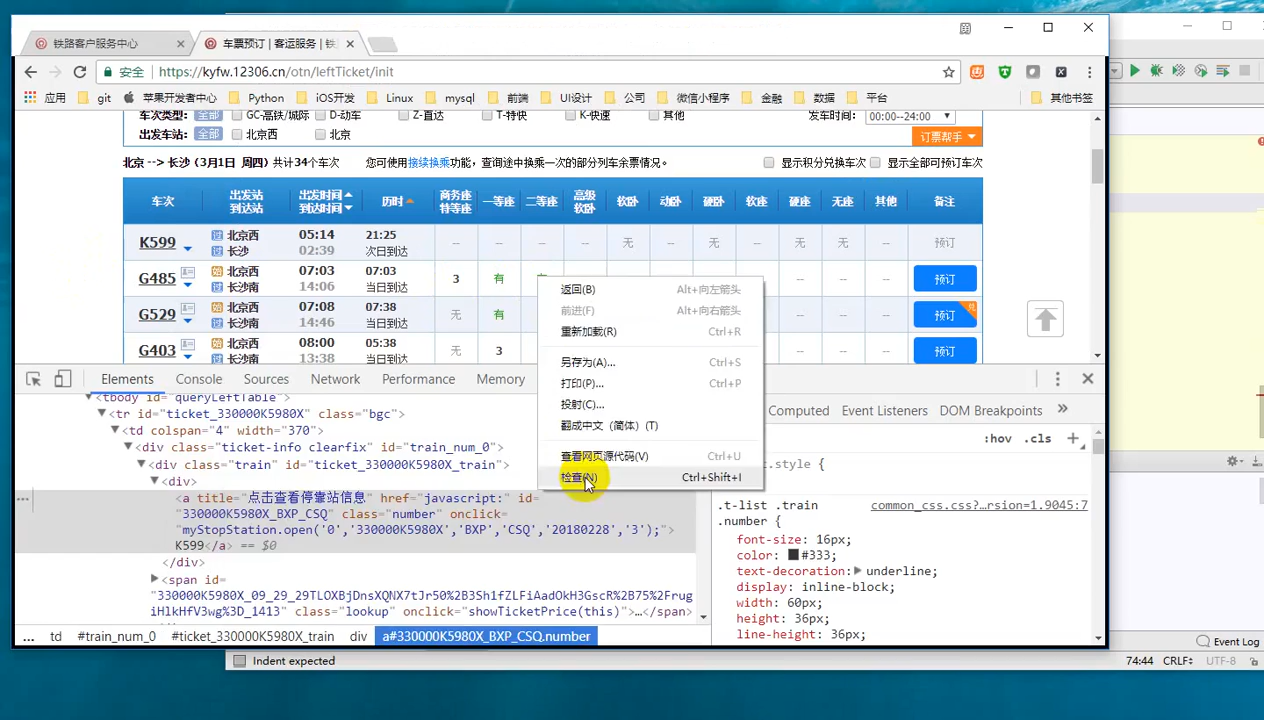 铁路客户服务中心
车票预订 | 客运服务 | 铁
安全 https://kyfw.12306.cn/otn/leftTicket/init
应用 git 苹果开发者中心 Python iOS开发 Linux mysql 前端 UI设计 公司 微信小程序 金融 数据 平台 其他书签
车次类型: 全部 GC-高铁/城际 D-动车 Z-直达 T-特快 K-快速 其他 发车时间: 00:00--24:00
出发车站: 全部 北京西 北京
订票帮手
北京 --> 长沙（3月1日 周四）共计34个车次 您可使用接续换乘功能，查询途中换乘一次的部分列车余票情况。 显示积分兑换车次 显示全部可预订车次
车次 出发站 出发时间 历时 商务座 一等座 二等座 高级 软卧 动卧 硬卧 软座 硬座 无座 其他 备注
到达站 到达时间 特等座 软卧
K599 过 北京西 05:14 21:25 -- -- -- -- 无 -- 无 -- 无 无 -- 预订
过 长沙 02:39 次日到达
G485 始 北京西 07:03 07:03 3 有 -- -- -- 预订
过 长沙南 14:06 当日到达
G529 始 北京西 07:08 07:38 无 有 -- -- -- 预订
过 长沙南 14:46 当日到达
G403 始 北京西 08:00 05:38 无 3 -- -- -- 预订
过 长沙南 13:38 当日到达
返回(B) Alt+向左箭头
前进(F) Alt+向右箭头
重新加载(R) Ctrl+R
另存为(A)... Ctrl+S
打印(P)... Ctrl+P
投射(C)...
翻成中文（简体）(T)
查看网页源代码(V) Ctrl+U
检查(N) Ctrl+Shift+I
Elements Console Sources Network Performance Memory
<tbody id="queryLeftTable">
<tr id="ticket_330000K5980X" class="bgc">
<td colspan="4" width="370">
<div class="ticket-info clearfix" id="train_num_0">
<div class="train" id="ticket_330000K5980X_train">
<div>
<a title="点击查看停靠站信息" href="javascript:" id=
"330000K5980X_BXP_CSQ" class="number" onclick=
"myStopStation.open('0','330000K5980X','BXP','CSQ','20180228','3');">
K599</a> == $0
</div>
<span id=
class="lookup" onclick="showTicketPrice(this)">…</span>
... td #train_num_0 #ticket_330000K5980X_train div a#330000K5980X_BXP_CSQ.number
Computed Event Listeners DOM Breakpoints »
:hov .cls +
t.style {
.t-list .train common_css.css?…rsion=1.9045:7
.number {
font-size: 16px;
color: #333;
text-decoration: underline;
display: inline-block;
width: 60px;
height: 36px;
line-height: 36px;
Event Log
Indent expected 74:44 CRLF UTF-8